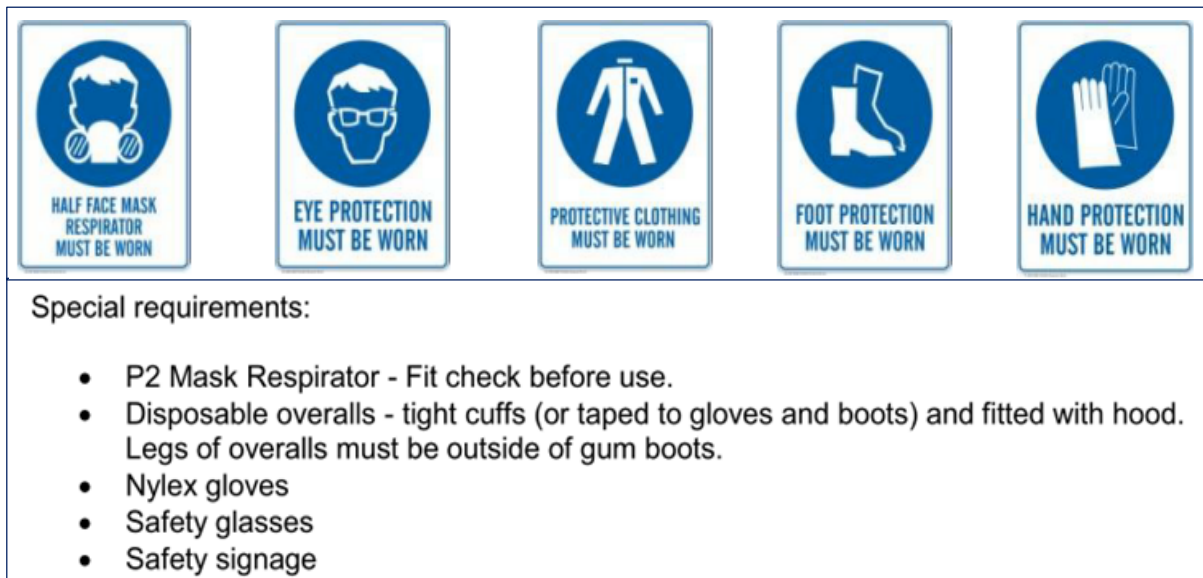 HALF FACE MASK
RESPIRATOR
MUST BE WORN
EYE PROTECTION
MUST BE WORN
PROTECTIVE CLOTHING
MUST BE WORN
FOOT PROTECTION
MUST BE WORN
HAND PROTECTION
MUST BE WORN
Special requirements:
• P2 Mask Respirator - Fit check before use.
• Disposable overalls - tight cuffs (or taped to gloves and boots) and fitted with hood.
Legs of overalls must be outside of gum boots.
• Nylex gloves
• Safety glasses
• Safety signage